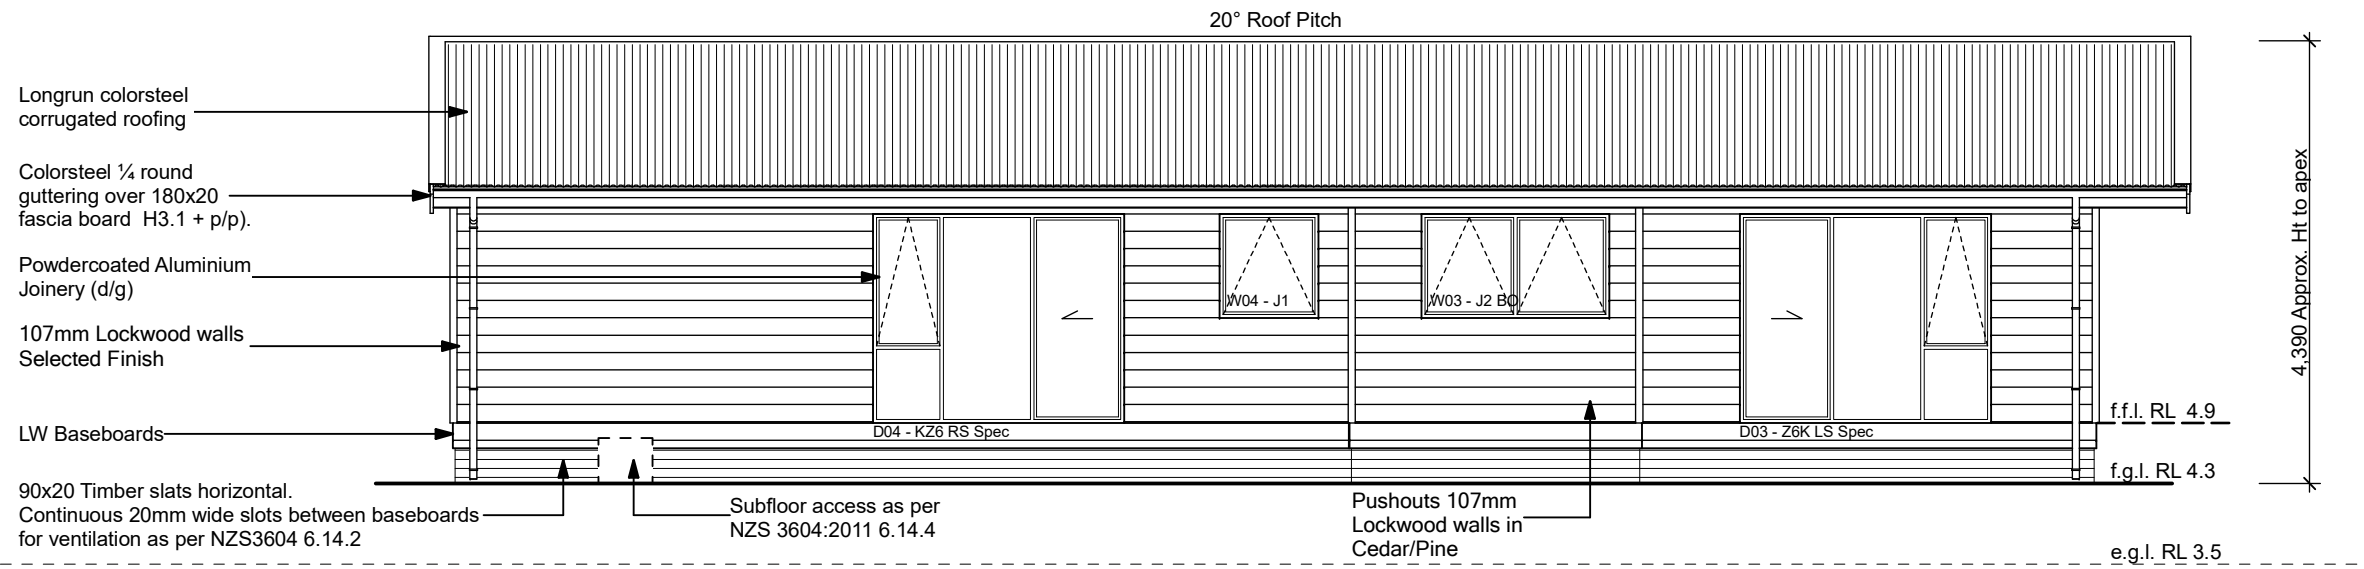 20° Roof Pitch
Longrun colorsteel
corrugated roofing
Colorsteel ¼ round
guttering over 180x20
fascia board  H3.1 + p/p).
Powdercoated Aluminium
Joinery (d/g)
107mm Lockwood walls
Selected Finish
LW Baseboards
90x20 Timber slats horizontal.
Continuous 20mm wide slots between baseboards
for ventilation as per NZS3604 6.14.2
W04 - J1
W03 - J2 BO
D04 - KZ6 RS Spec
D03 - Z6K LS Spec
Subfloor access as per
NZS 3604:2011 6.14.4
Pushouts 107mm
Lockwood walls in
Cedar/Pine
4,390 Approx. Ht to apex
f.f.l. RL  4.9
f.g.l. RL 4.3
e.g.l. RL 3.5